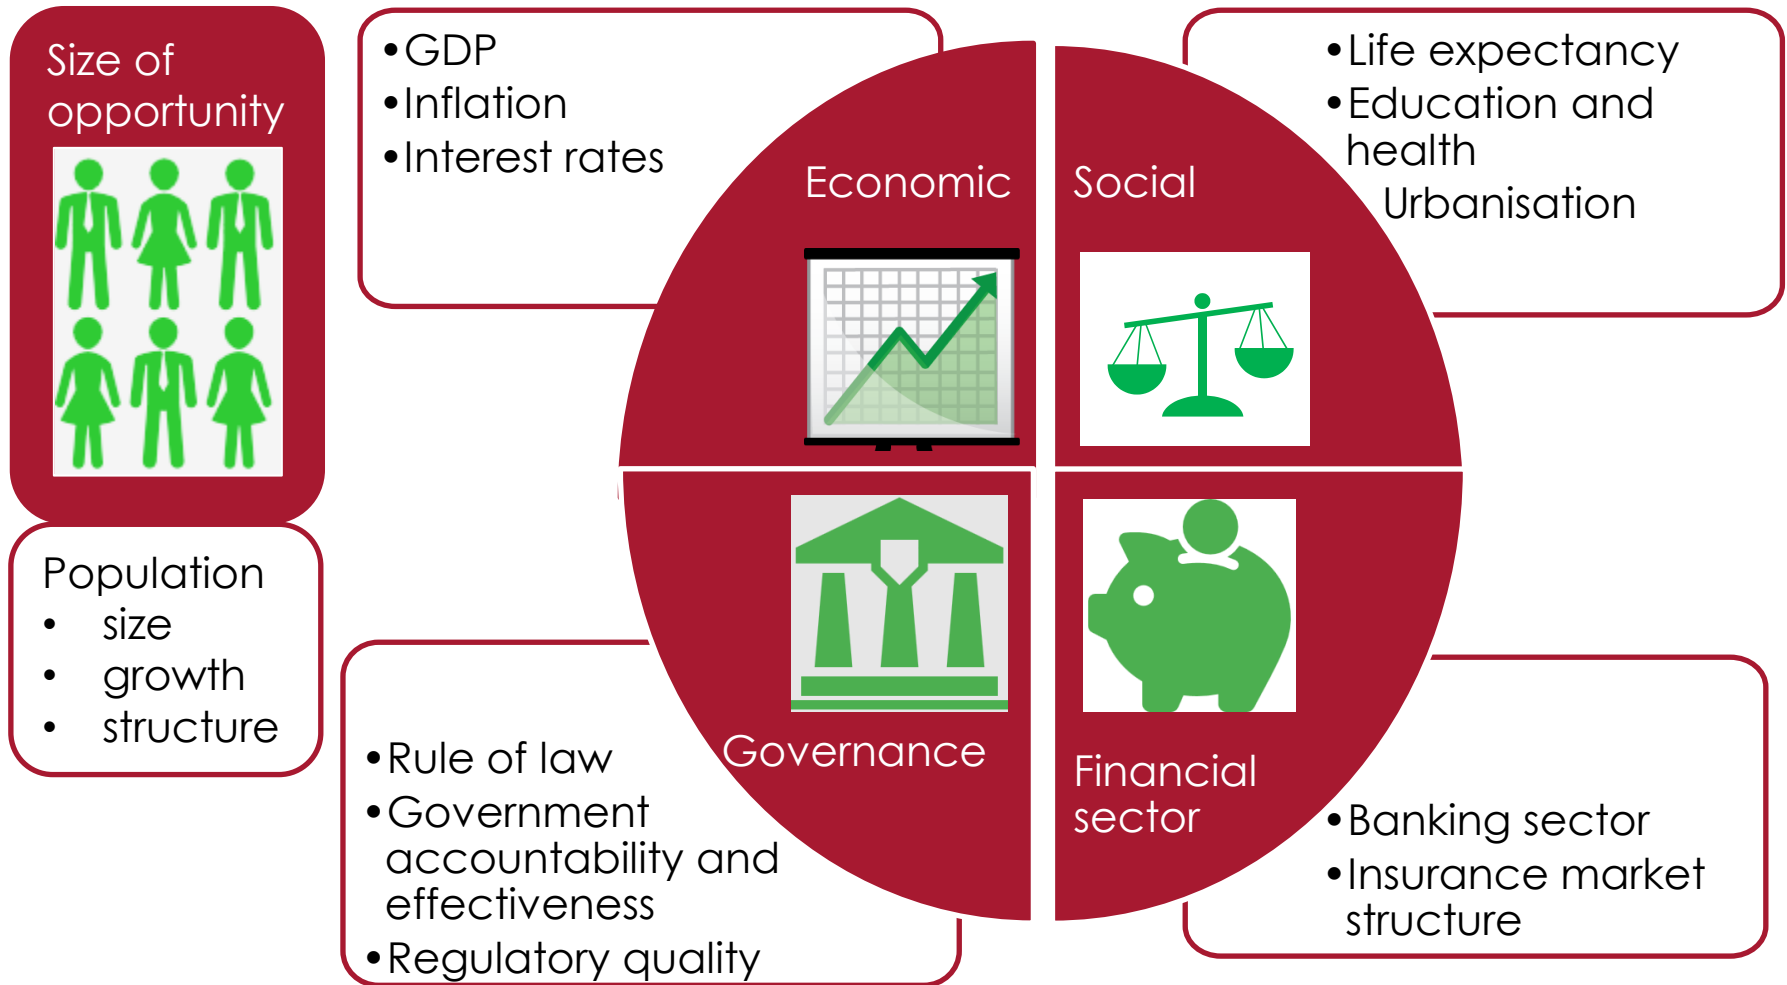 Size of
opportunity
Population
• size
• growth
• structure
•GDP
•Inflation
•Interest rates
Economic
Social
•Life expectancy
•Education and
health
Urbanisation
Governance
•Rule of law
•Government
accountability and
effectiveness
•Regulatory quality
Financial
sector
•Banking sector
•Insurance market
structure